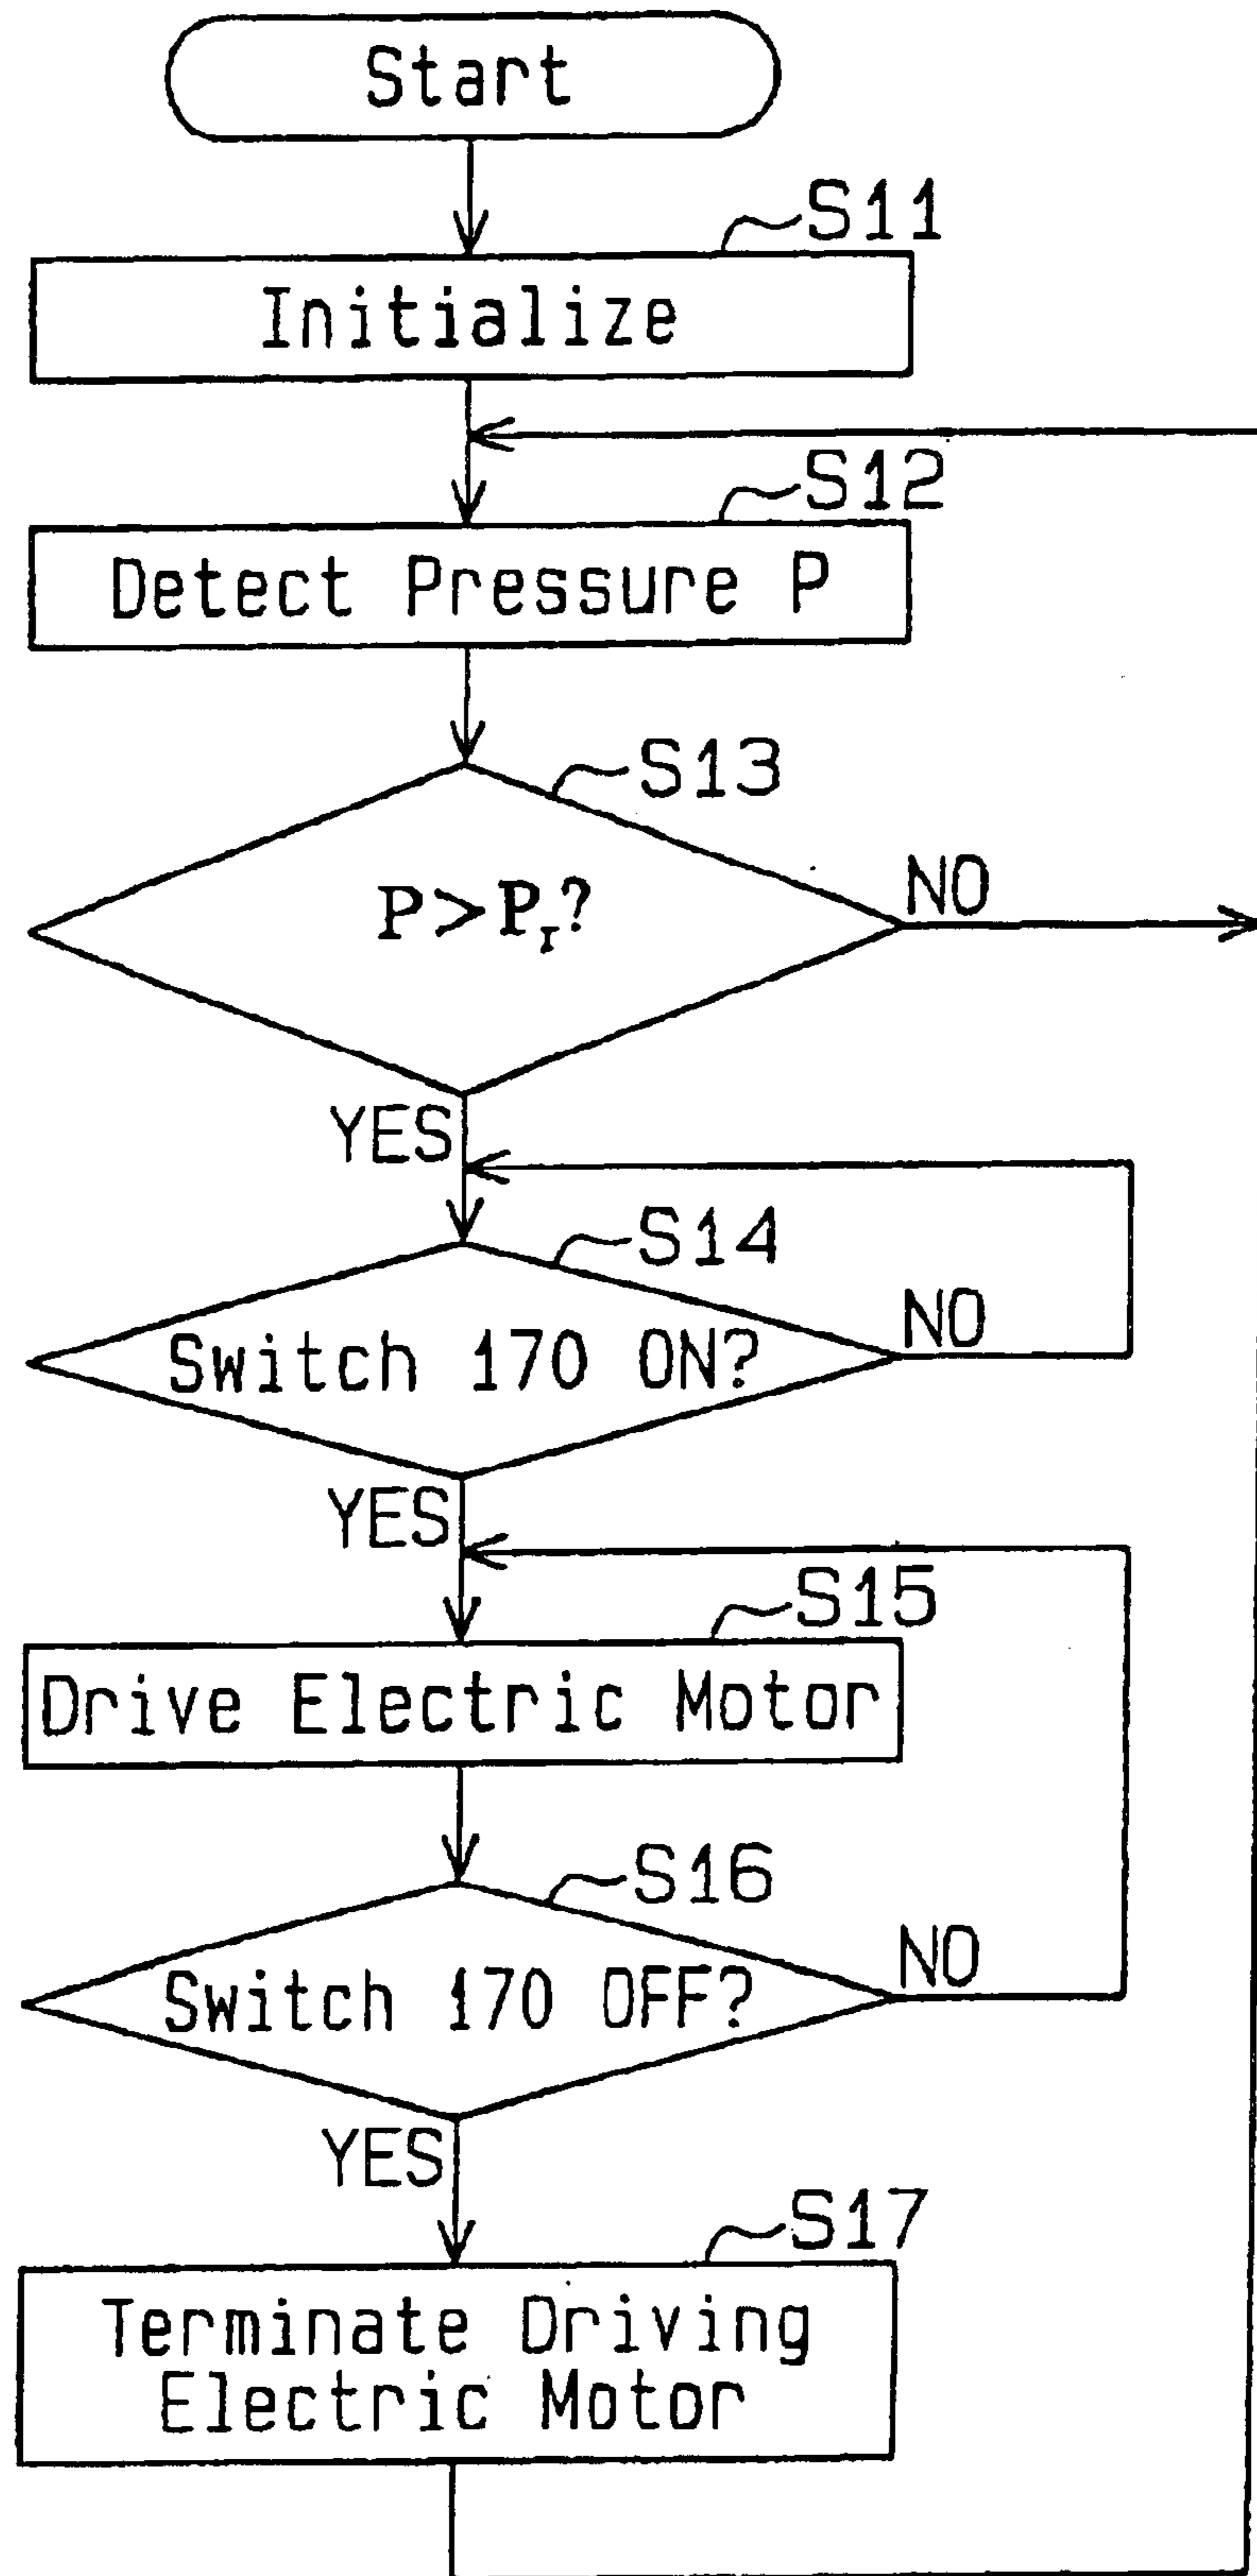 Start
S11
Initialize
S12
Detect Pressure P
S13
P>Pr?
NO
YES
S14
Switch 170 ON?
NO
YES
S15
Drive Electric Motor
S16
Switch 170 OFF?
NO
YES
S17
Terminate Driving
Electric Motor